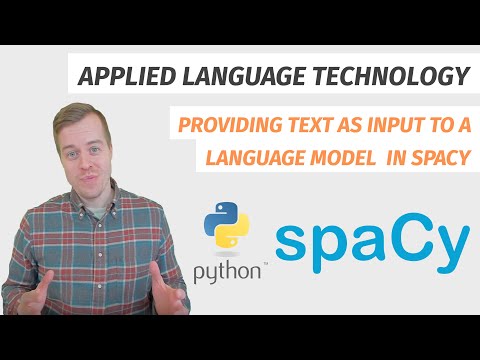 APPLIED LANGUAGE TECHNOLOGY
PROVIDING TEXT AS INPUT TO A
LANGUAGE MODEL IN SPACY
python™
spaCy